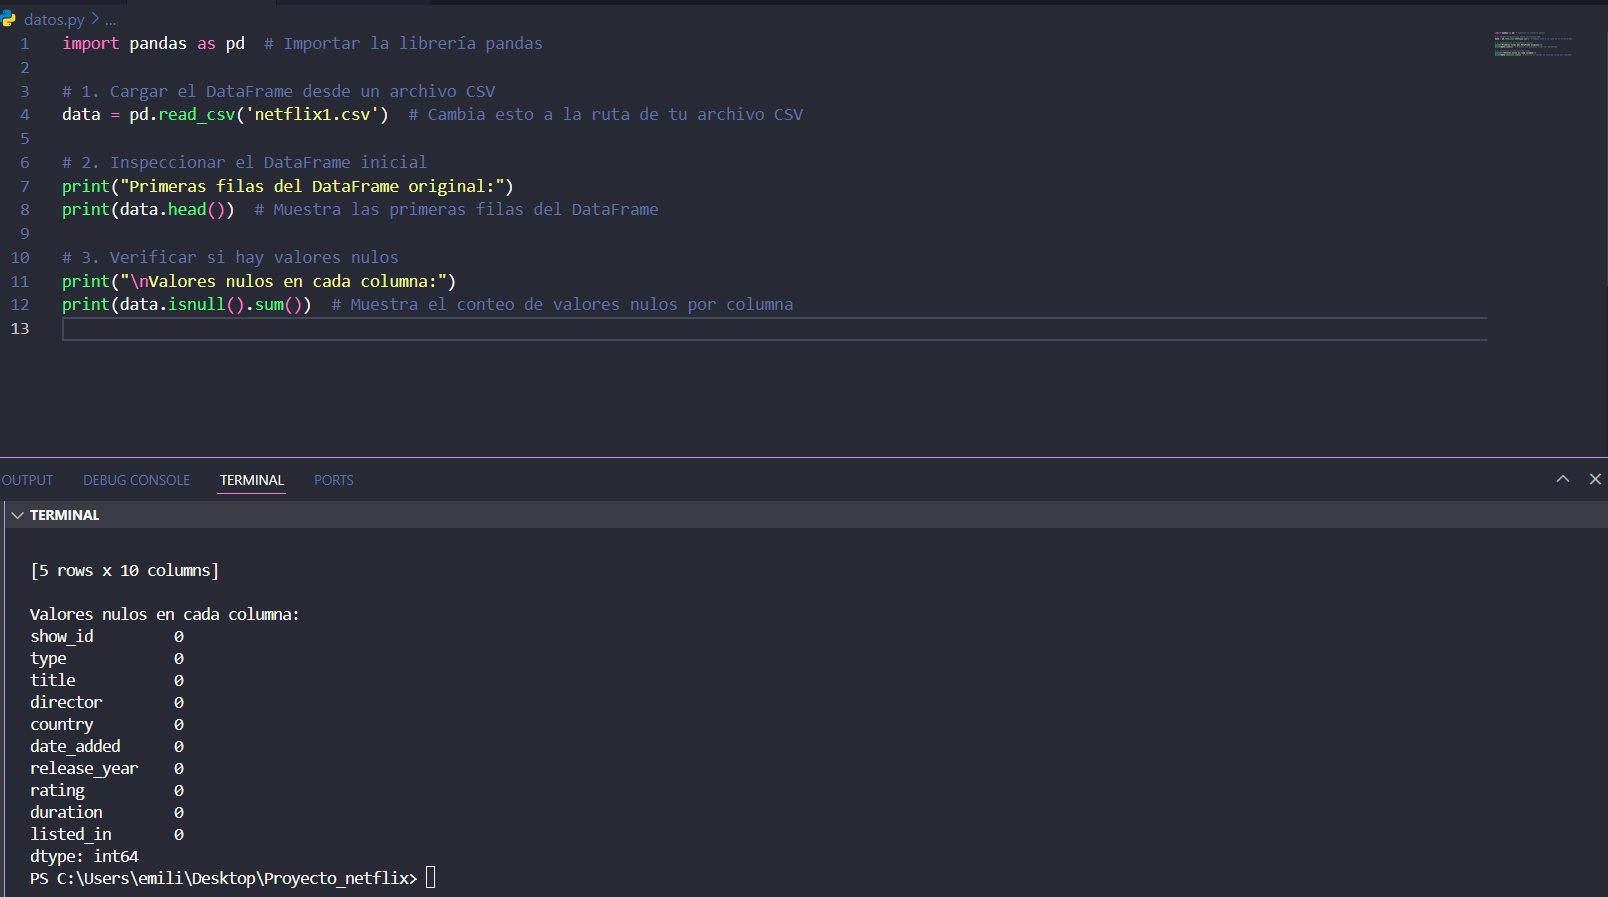 datos.py > ...
1 import pandas as pd  # Importar la librería pandas
2
3 # 1. Cargar el DataFrame desde un archivo CSV
4 data = pd.read_csv('netflix1.csv')  # Cambia esto a la ruta de tu archivo CSV
5
6 # 2. Inspeccionar el DataFrame inicial
7 print("Primeras filas del DataFrame original:")
8 print(data.head())  # Muestra las primeras filas del DataFrame
9
10 # 3. Verificar si hay valores nulos
11 print("\nValores nulos en cada columna:")
12 print(data.isnull().sum())  # Muestra el conteo de valores nulos por columna
13
OUTPUT DEBUG CONSOLE TERMINAL PORTS
TERMINAL
[5 rows x 10 columns]
Valores nulos en cada columna:
show_id 0
type 0
title 0
director 0
country 0
date_added 0
release_year 0
rating 0
duration 0
listed_in 0
dtype: int64
PS C:\Users\emili\Desktop\Proyecto_netflix>